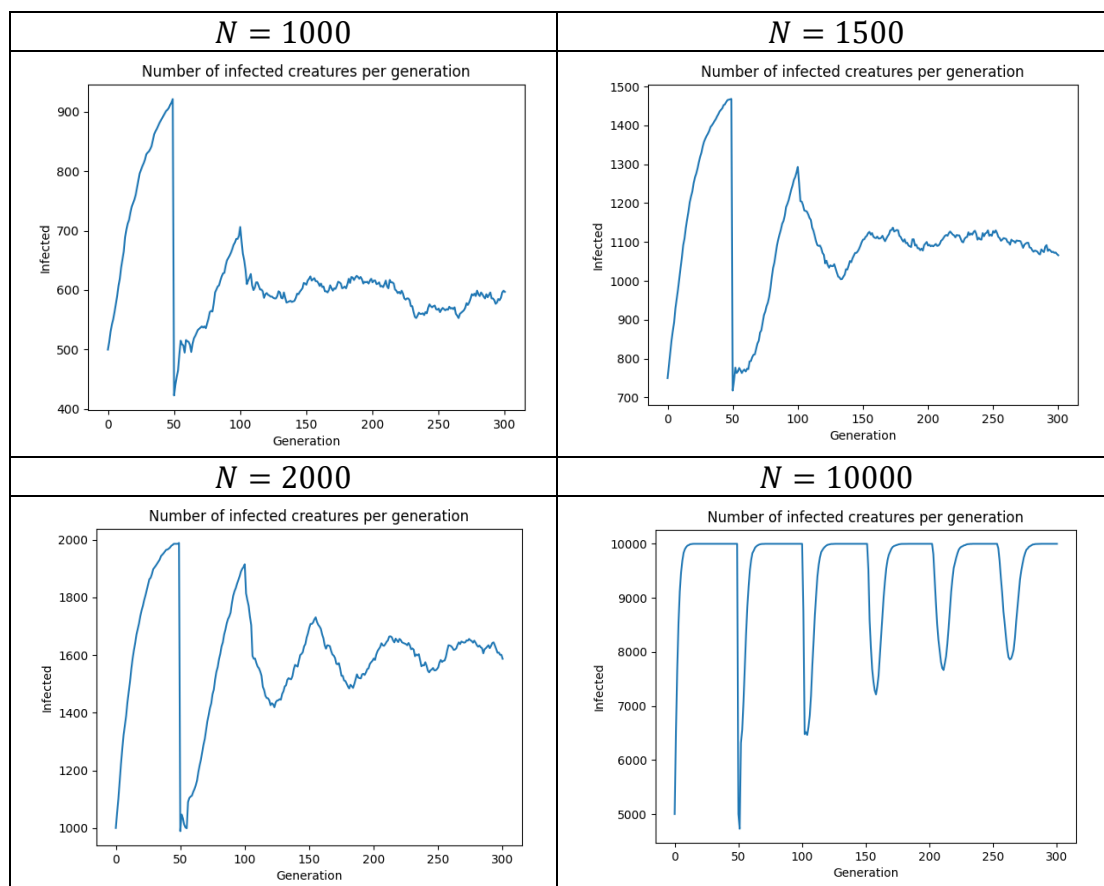 N = 1000
N = 1500
Number of infected creatures per generation
900
800
700
600
500
400
Infected
0 50 100 150 200 250 300
Generation
Number of infected creatures per generation
1500
1400
1300
1200
1100
1000
900
800
700
Infected
0 50 100 150 200 250 300
Generation
N = 2000
N = 10000
Number of infected creatures per generation
2000
1800
1600
1400
1200
1000
Infected
0 50 100 150 200 250 300
Generation
Number of infected creatures per generation
10000
9000
8000
7000
6000
5000
Infected
0 50 100 150 200 250 300
Generation